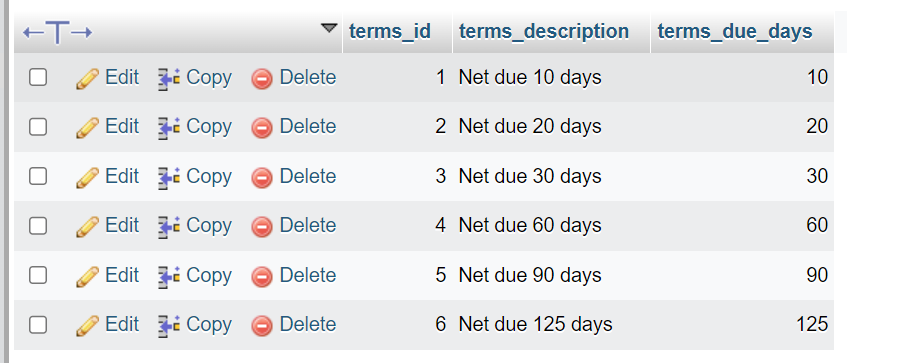 ←T→ terms_id terms_description terms_due_days
Edit Copy Delete 1 Net due 10 days 10
Edit Copy Delete 2 Net due 20 days 20
Edit Copy Delete 3 Net due 30 days 30
Edit Copy Delete 4 Net due 60 days 60
Edit Copy Delete 5 Net due 90 days 90
Edit Copy Delete 6 Net due 125 days 125